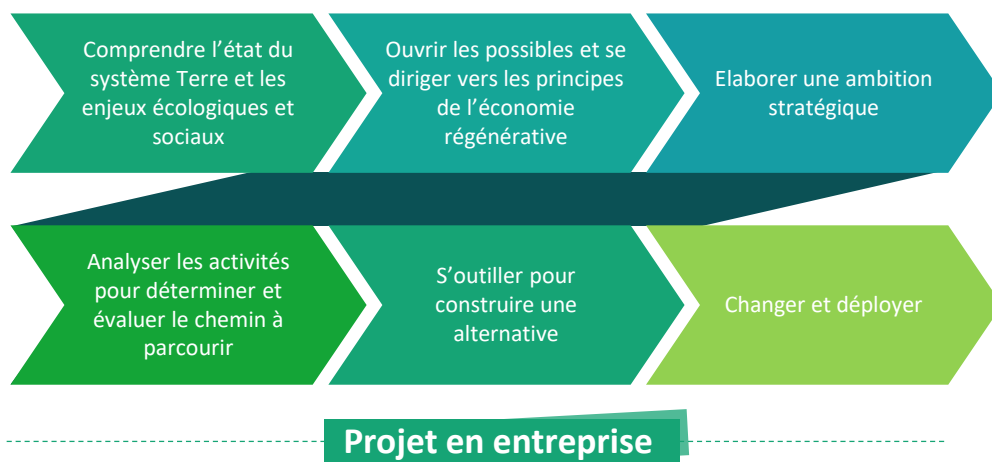 Comprendre l’état du
système Terre et les
enjeux écologiques et
sociaux
Ouvrir les possibles et se
diriger vers les principes
de l’économie
régénérative
Elaborer une ambition
stratégique
Analyser les activités
pour déterminer et
évaluer le chemin à
parcourir
S’outiller pour
construire une
alternative
Changer et déployer
Projet en entreprise